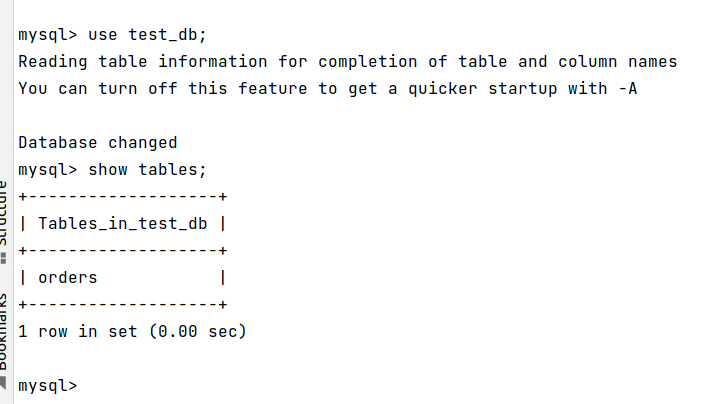 mysql> use test_db;
Reading table information for completion of table and column names
You can turn off this feature to get a quicker startup with -A
Database changed
mysql> show tables;
+-------------------+
| Tables_in_test_db |
+-------------------+
| orders            |
+-------------------+
1 row in set (0.00 sec)
mysql>
Structure
Bookmarks